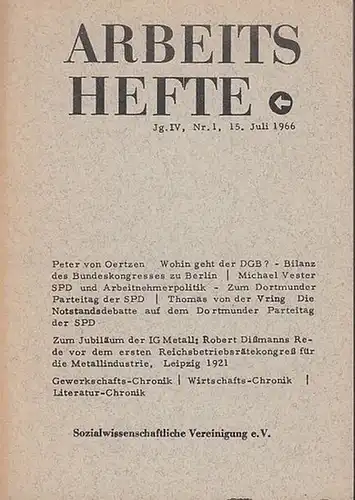 ARBEITS
HEFTE
Jg.IV, Nr.1, 15. Juli 1966
Peter von Oertzen Wohin geht der DGB? - Bilanz
des Bundeskongresses zu Berlin | Michael Vester
SPD und Arbeitnehmerpolitik - Zum Dortmunder
Parteitag der SPD | Thomas von der Vring Die
Notstandsdebatte auf dem Dortmunder Parteitag
der SPD
Zum Jubiläum der IG Metall; Robert Dißmanns Re-
de vor dem ersten Reichsbetriebsrätekongreß für
die Metallindustrie, Leipzig 1921
Gewerkschafts-Chronik | Wirtschafts-Chronik |
Literatur-Chronik
Sozialwissenschaftliche Vereinigung e.V.